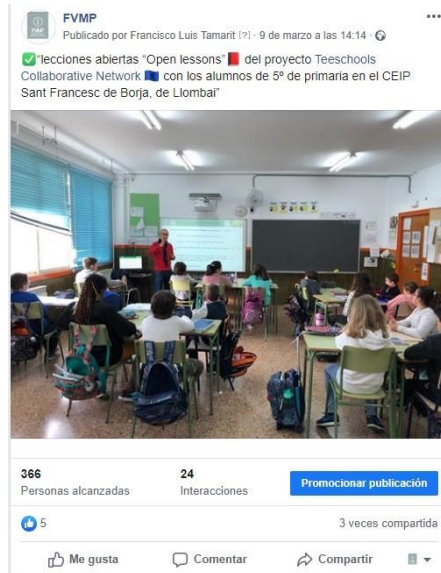 FVMP
Publicado por Francisco Luis Tamarit [?] · 9 de marzo a las 14:14 ·
"lecciones abiertas "Open lessons" del proyecto Teeschools
Collaborative Network con los alumnos de 5º de primaria en el CEIP
Sant Francesc de Borja, de Llombai"
366
Personas alcanzadas
24
Interacciones
Promocionar publicación
5
3 veces compartida
Me gusta
Comentar
Compartir